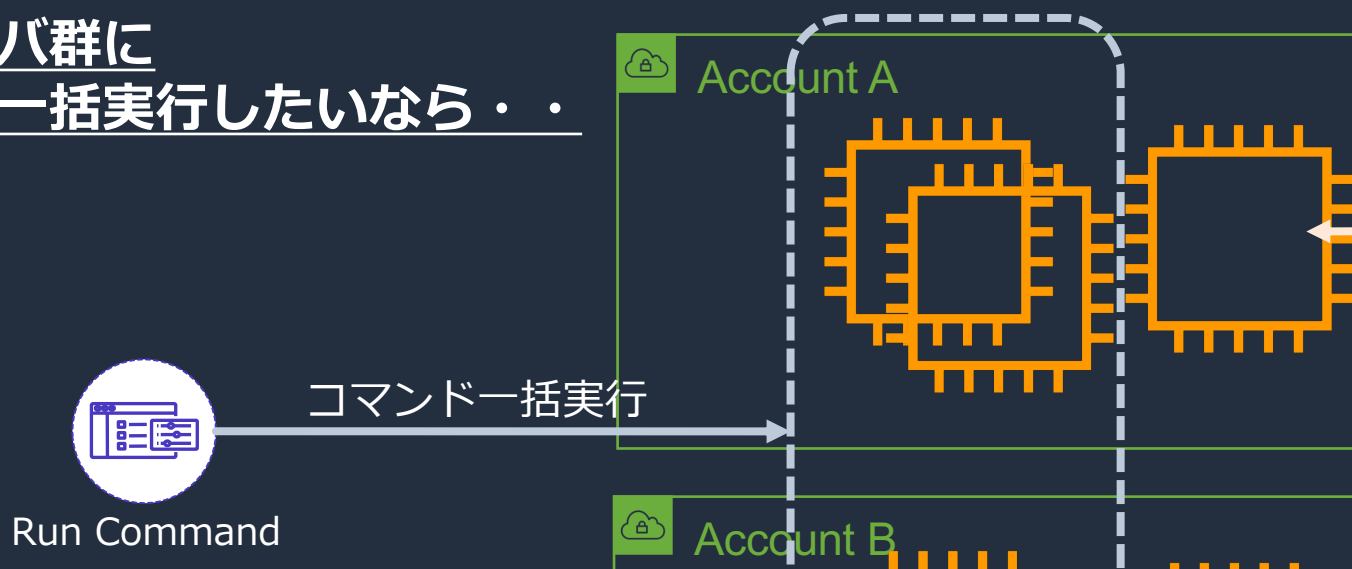 バ群に
一括実行したいなら・・
Account A
コマンド一括実行
Run Command
Account B